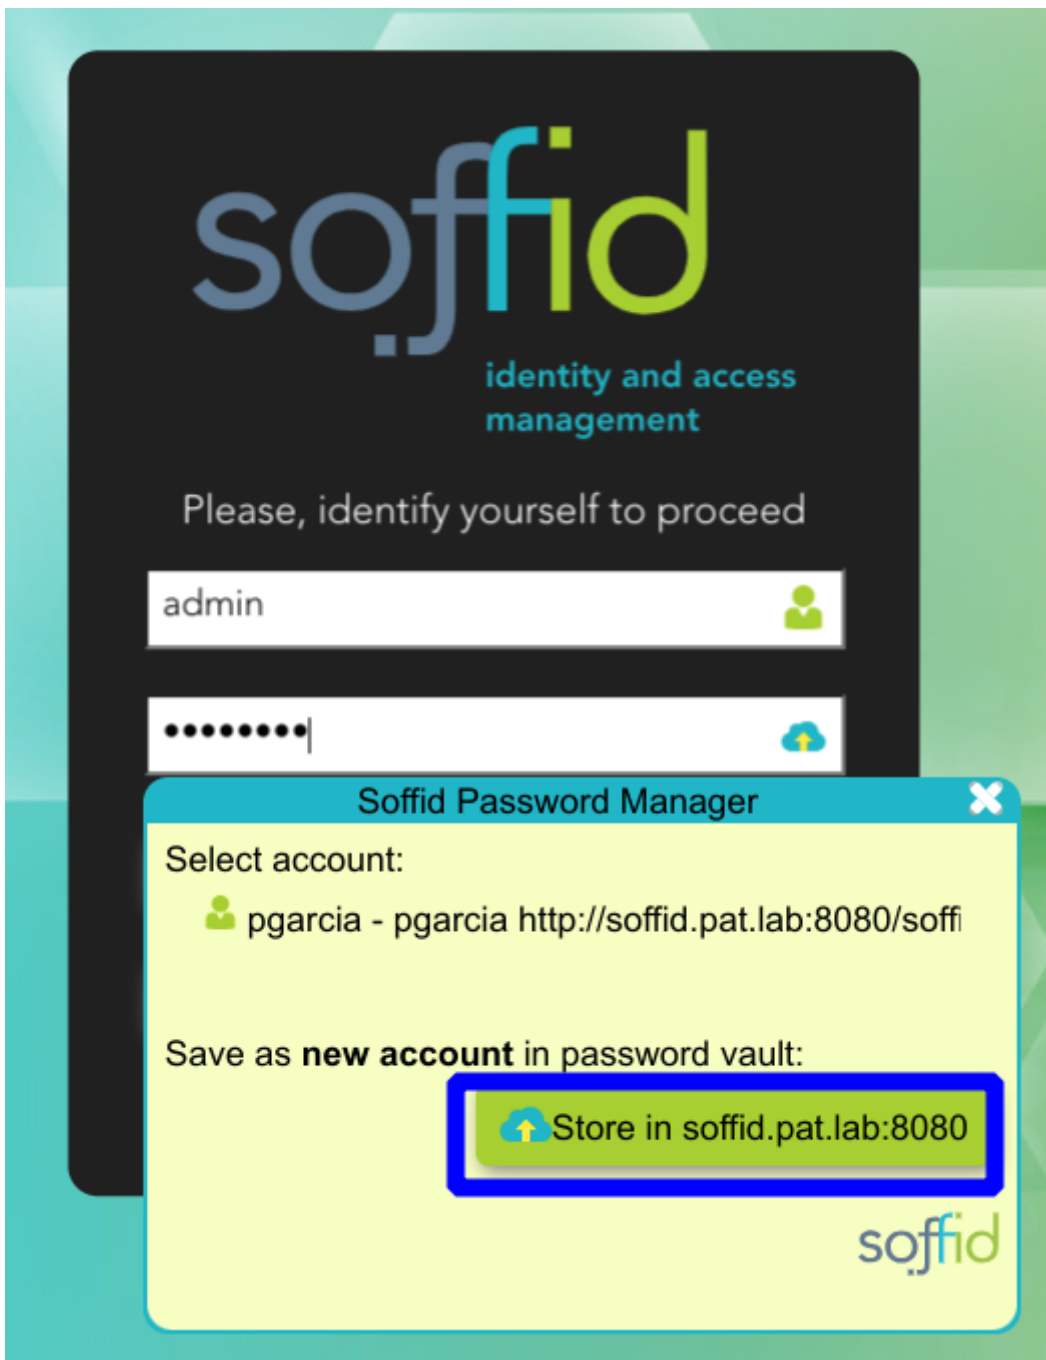 soffid
identity and access
management
Please, identify yourself to proceed
admin
Soffid Password Manager
Select account:
pgarcia - pgarcia http://soffid.pat.lab:8080/soffi
Save as new account in password vault:
Store in soffid.pat.lab:8080
soffid